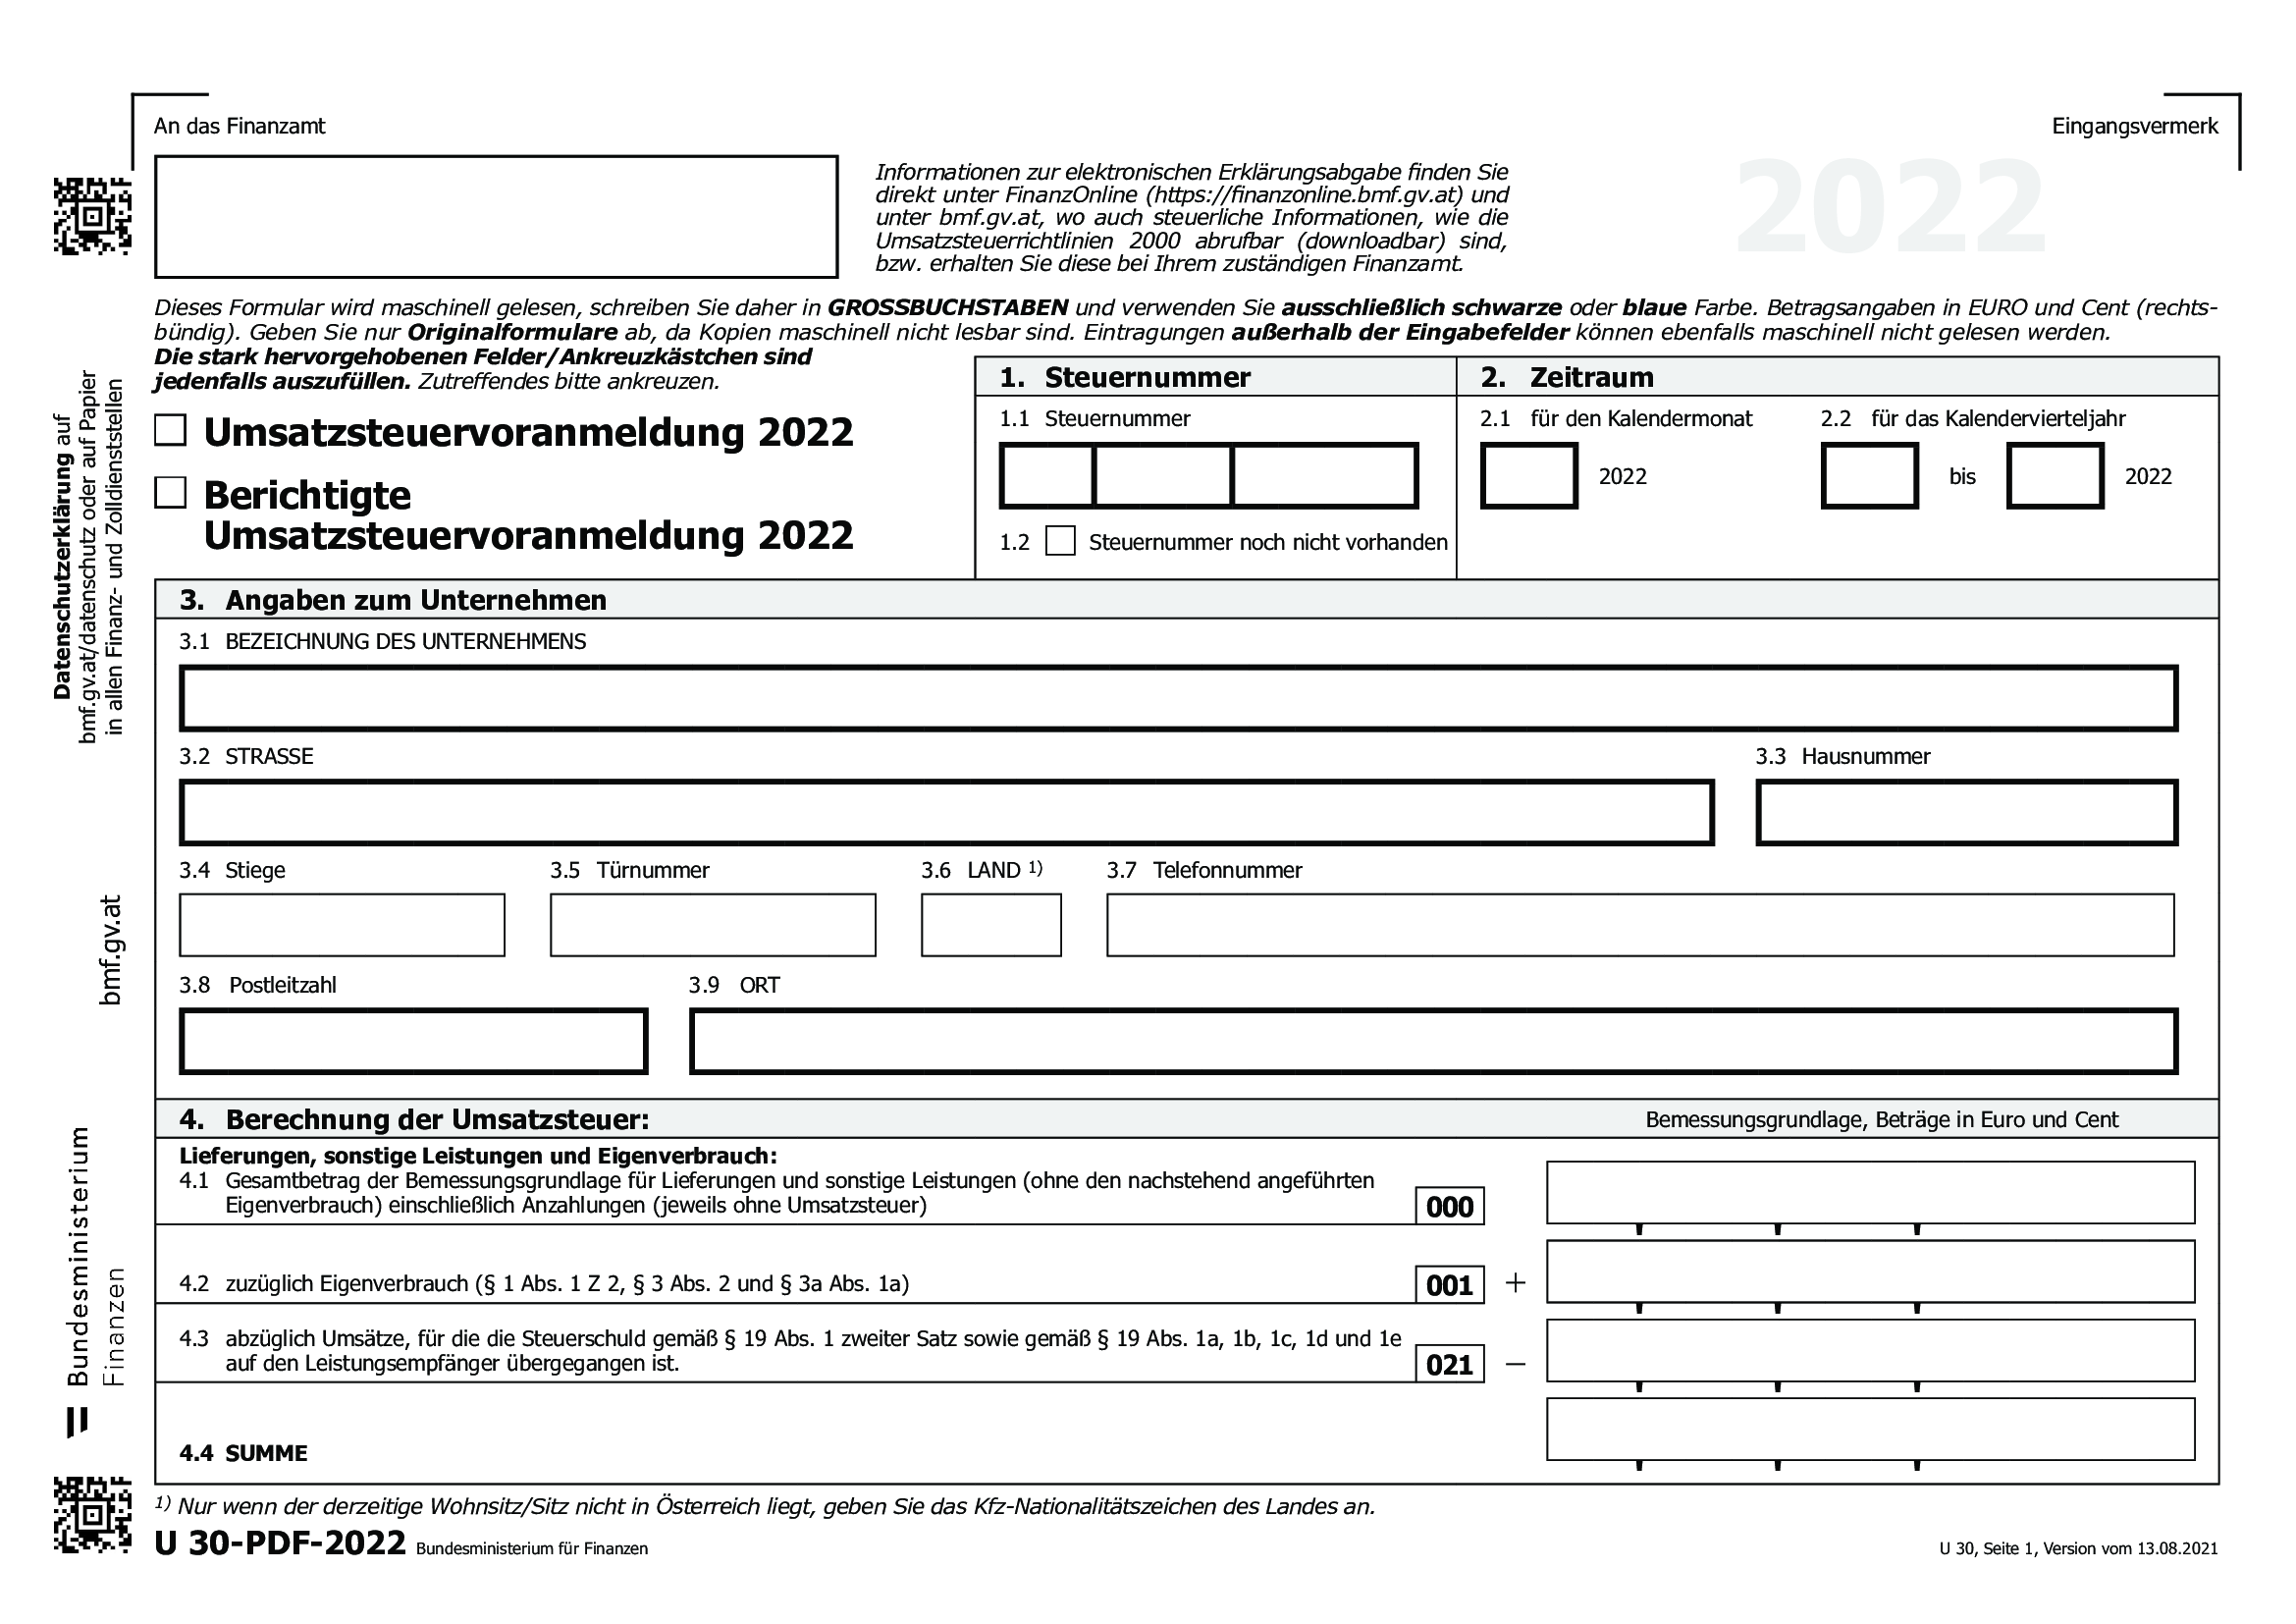 An das Finanzamt
Eingangsvermerk
2022
Informationen zur elektronischen Erklärungsabgabe finden Sie
direkt unter FinanzOnline (https://finanzonline.bmf.gv.at) und
unter bmf.gv.at, wo auch steuerliche Informationen, wie die
Umsatzsteuerrichtlinien 2000 abrufbar (downloadbar) sind,
bzw. erhalten Sie diese bei Ihrem zuständigen Finanzamt.
Dieses Formular wird maschinell gelesen, schreiben Sie daher in GROSSBUCHSTABEN und verwenden Sie ausschließlich schwarze oder blaue Farbe. Betragsangaben in EURO und Cent (rechts-
bündig). Geben Sie nur Originalformulare ab, da Kopien maschinell nicht lesbar sind. Eintragungen außerhalb der Eingabefelder können ebenfalls maschinell nicht gelesen werden.
Die stark hervorgehobenen Felder/Ankreuzkästchen sind
jedenfalls auszufüllen. Zutreffendes bitte ankreuzen.
Umsatzsteuervoranmeldung 2022
Berichtigte
Umsatzsteuervoranmeldung 2022
1. Steuernummer
1.1 Steuernummer
1.2 Steuernummer noch nicht vorhanden
2. Zeitraum
2.1 für den Kalendermonat
2022
2.2 für das Kalendervierteljahr
bis 2022
3. Angaben zum Unternehmen
3.1 BEZEICHNUNG DES UNTERNEHMENS
3.2 STRASSE
3.3 Hausnummer
3.4 Stiege
3.5 Türnummer
3.6 LAND 1)
3.7 Telefonnummer
3.8 Postleitzahl
3.9 ORT
4. Berechnung der Umsatzsteuer:
Bemessungsgrundlage, Beträge in Euro und Cent
Lieferungen, sonstige Leistungen und Eigenverbrauch:
4.1 Gesamtbetrag der Bemessungsgrundlage für Lieferungen und sonstige Leistungen (ohne den nachstehend angeführten
Eigenverbrauch) einschließlich Anzahlungen (jeweils ohne Umsatzsteuer) 000
4.2 zuzüglich Eigenverbrauch (§ 1 Abs. 1 Z 2, § 3 Abs. 2 und § 3a Abs. 1a) 001 +
4.3 abzüglich Umsätze, für die die Steuerschuld gemäß § 19 Abs. 1 zweiter Satz sowie gemäß § 19 Abs. 1a, 1b, 1c, 1d und 1e
auf den Leistungsempfänger übergegangen ist. 021 –
4.4 SUMME
1) Nur wenn der derzeitige Wohnsitz/Sitz nicht in Österreich liegt, geben Sie das Kfz-Nationalitätszeichen des Landes an.
U 30-PDF-2022 Bundesministerium für Finanzen
U 30, Seite 1, Version vom 13.08.2021
Datenschutzerklärung auf
bmf.gv.at/datenschutz oder auf Papier
in allen Finanz- und Zolldienststellen
bmf.gv.at
Bundesministerium
Finanzen